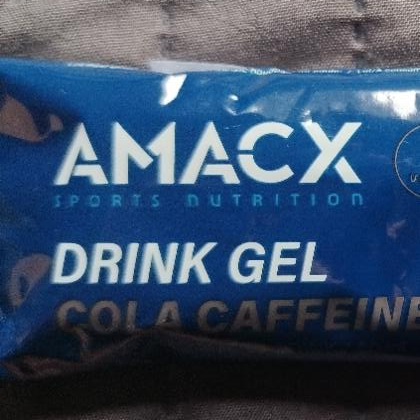 AMACX
SPORTS NUTRITION
DRINK GEL
COLA CAFFEINE